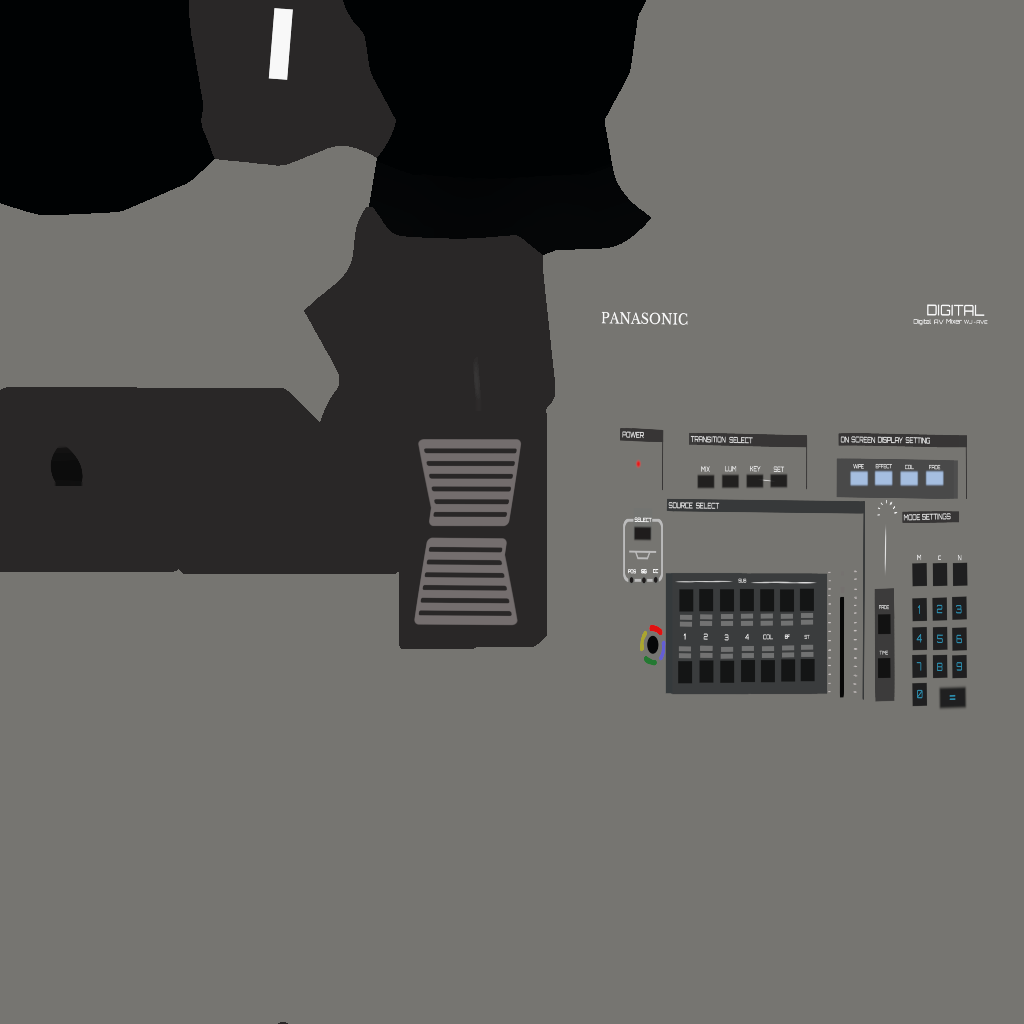 DIGITAL
PANASONIC
Digital AV Mixer WJ-AVE
POWER
TRANSITION SELECT
ON SCREEN DISPLAY SETTING
MIX LUM KEY SET
WIPE EFFECT COL FADE
SOURCE SELECT
MODE SETTINGS
SELECT
M C N
SUB
FADE
1 2 3
1 2 3 4 COL BF ST
4 5 6
TIME
7 8 9
0 =